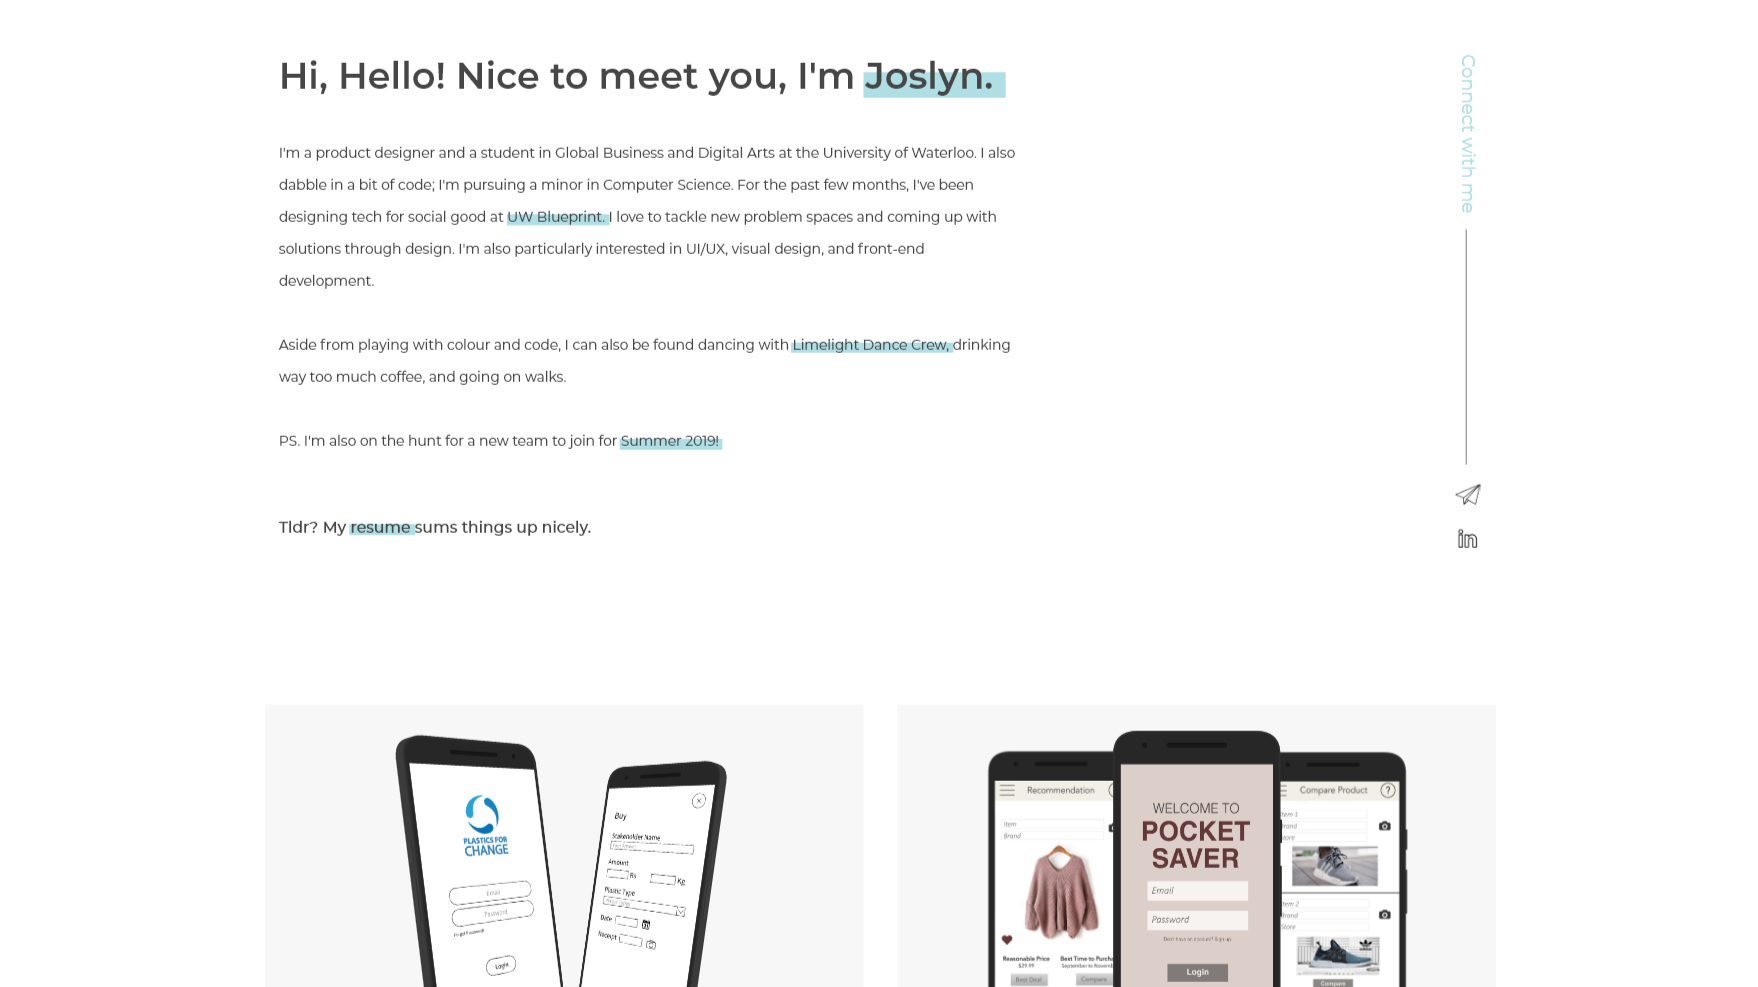 Hi, Hello! Nice to meet you, I'm Joslyn.
I'm a product designer and a student in Global Business and Digital Arts at the University of Waterloo. I also
dabble in a bit of code; I'm pursuing a minor in Computer Science. For the past few months, I've been
designing tech for social good at UW Blueprint. I love to tackle new problem spaces and coming up with
solutions through design. I'm also particularly interested in UI/UX, visual design, and front-end
development.
Aside from playing with colour and code, I can also be found dancing with Limelight Dance Crew, drinking
way too much coffee, and going on walks.
PS. I'm also on the hunt for a new team to join for Summer 2019!
Tldr? My resume sums things up nicely.
Connect with me
in
PLASTICS FOR
CHANGE
Email
Password
Forgot Password?
Login
Buy
Stakeholder Name
Amount
Rs
Kg
Plastic Type
Date
Receipt
Recommendation
Item
Brand
Reasonable Price
$29.99
Best Deal
Best Time to
September to
Compare
WELCOME TO
POCKET
SAVER
Email
Password
Don't have an account? Sign up
Login
Compare Product
?
Item 1
Brand
Store
Item 2
Brand
Store
adidas
Compare